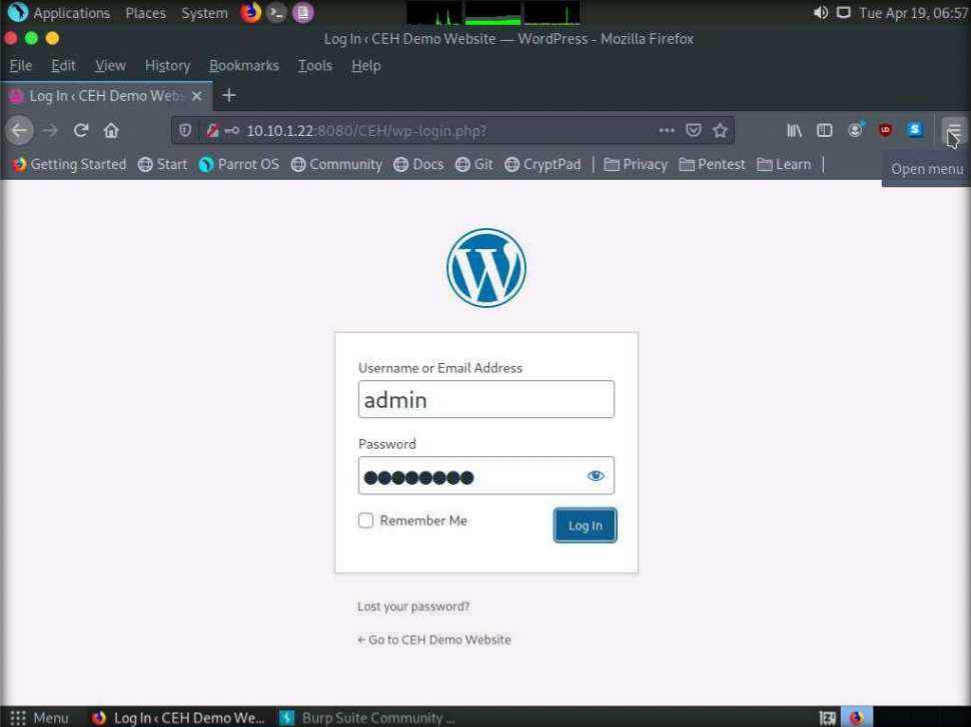 Applications Places System Tue Apr 19, 06:57
Log In ‹ CEH Demo Website — WordPress - Mozilla Firefox
File Edit View History Bookmarks Tools Help
Log In ‹ CEH Demo Webs
10.10.1.22:8080/CEH/wp-login.php?
Getting Started Start Parrot OS Community Docs Git CryptPad Privacy Pentest Learn
Open menu
Username or Email Address
admin
Password
Remember Me
Log In
Lost your password?
← Go to CEH Demo Website
Menu Log In ‹ CEH Demo We... Burp Suite Community ...